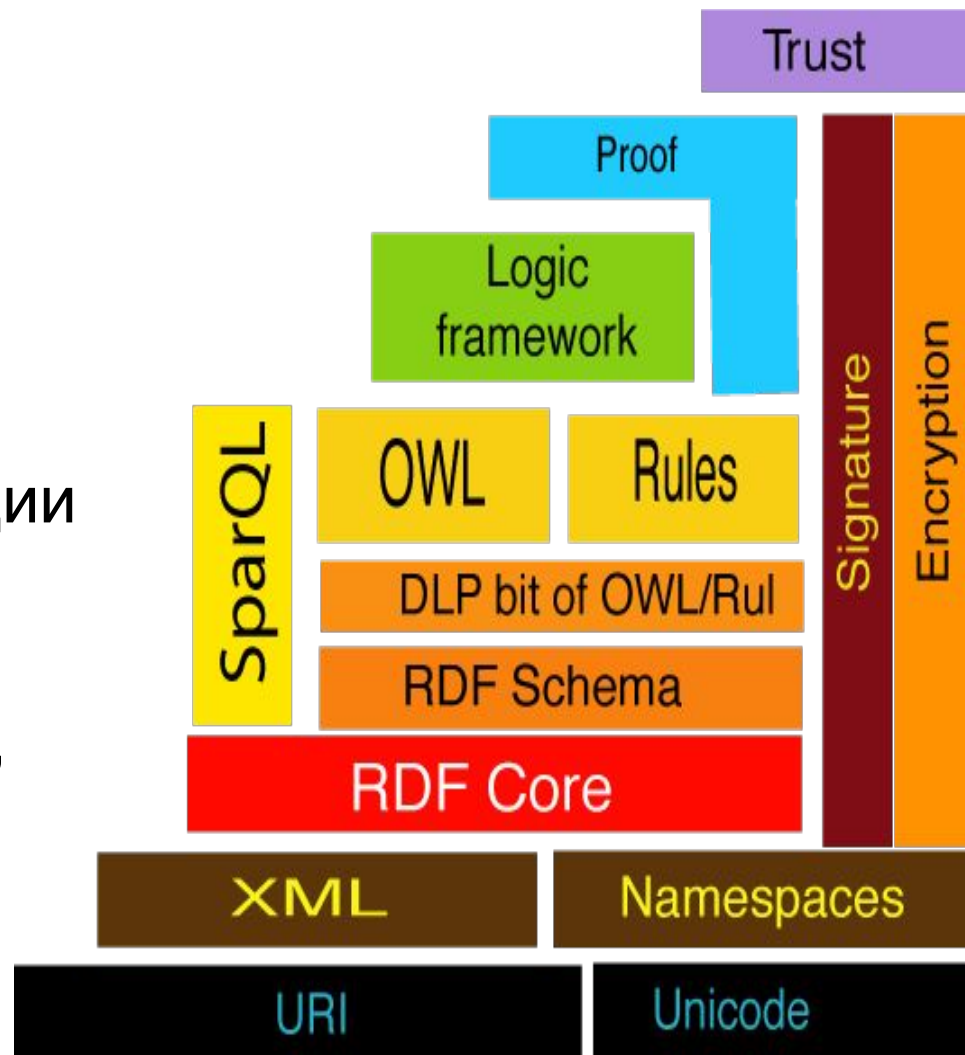 Trust
Proof
Logic
framework
Signature
Encryption
SparQL
OWL
Rules
ции
DLP bit of OWL/Rul
RDF Schema
,
RDF Core
XML
Namespaces
URI
Unicode